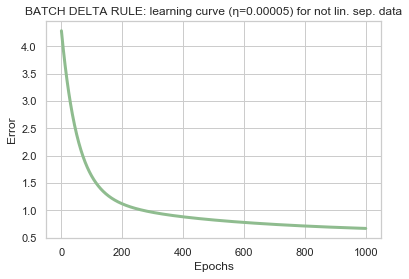 BATCH DELTA RULE: learning curve (η=0.00005) for not lin. sep. data
4.0
3.5
3.0
2.5
2.0
1.5
1.0
0.5
Error
0 200 400 600 800 1000
Epochs